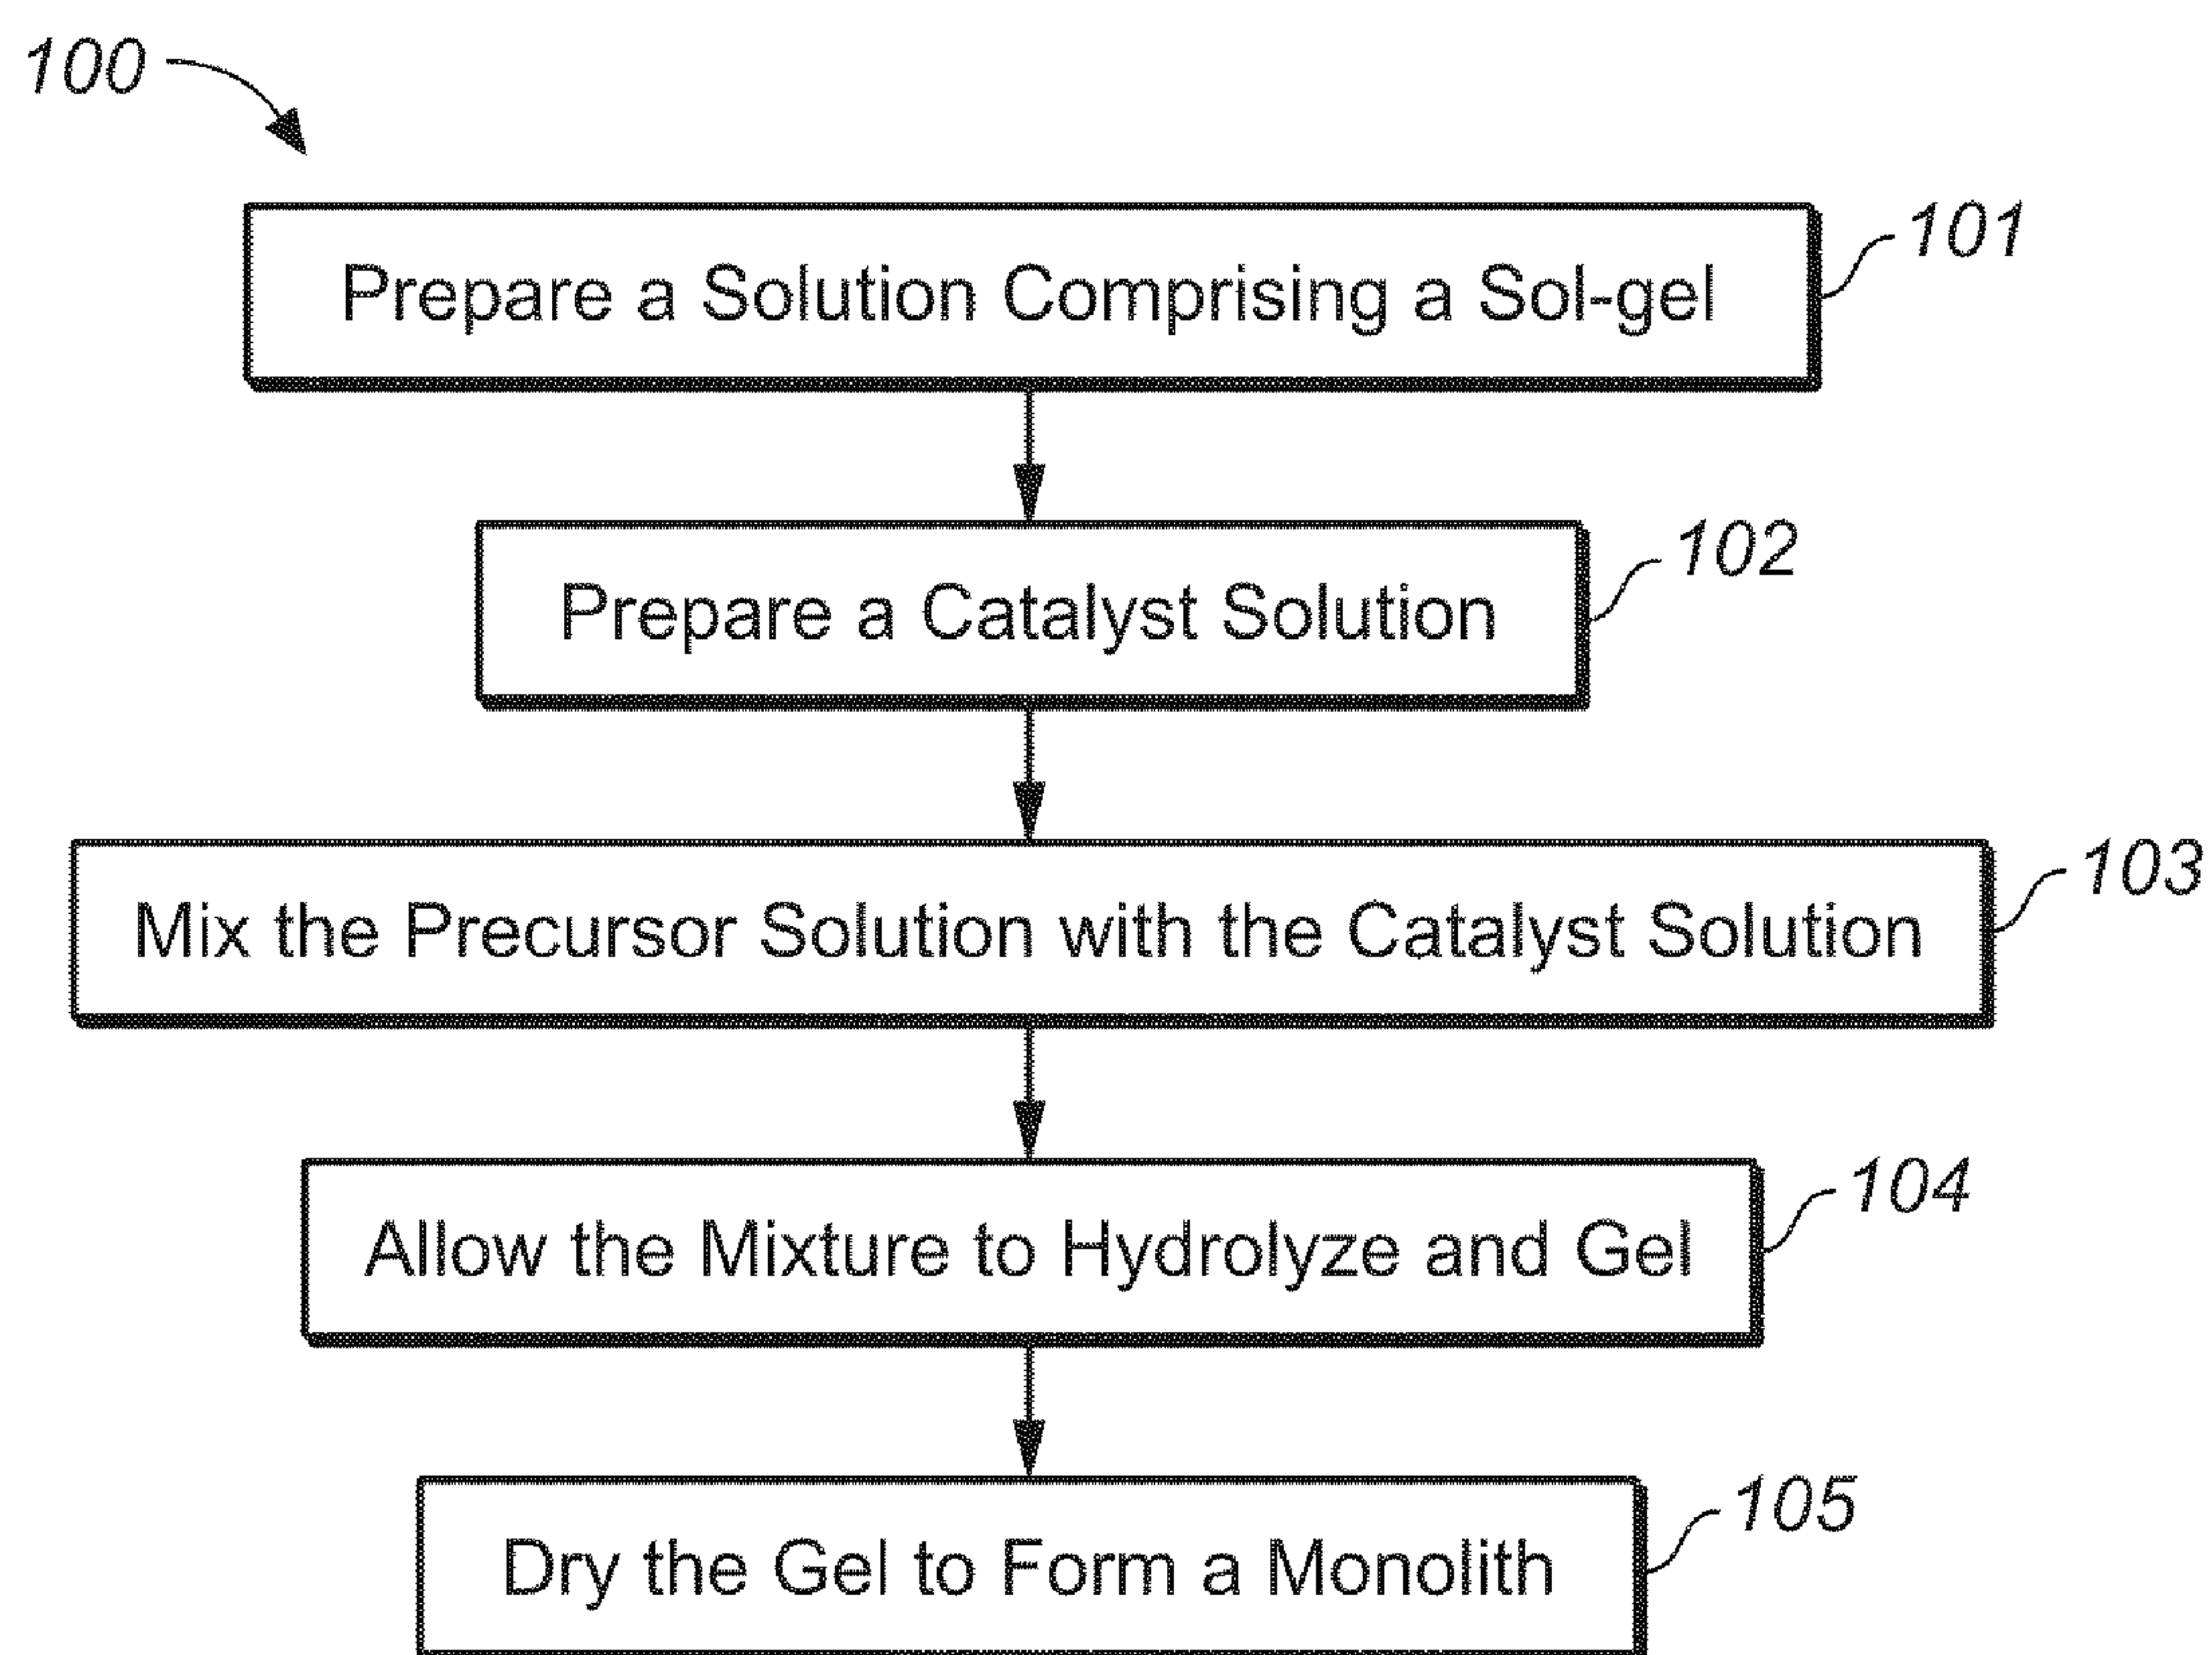 100
Prepare a Solution Comprising a Sol-gel
101
Prepare a Catalyst Solution
102
Mix the Precursor Solution with the Catalyst Solution
103
Allow the Mixture to Hydrolyze and Gel
104
Dry the Gel to Form a Monolith
105